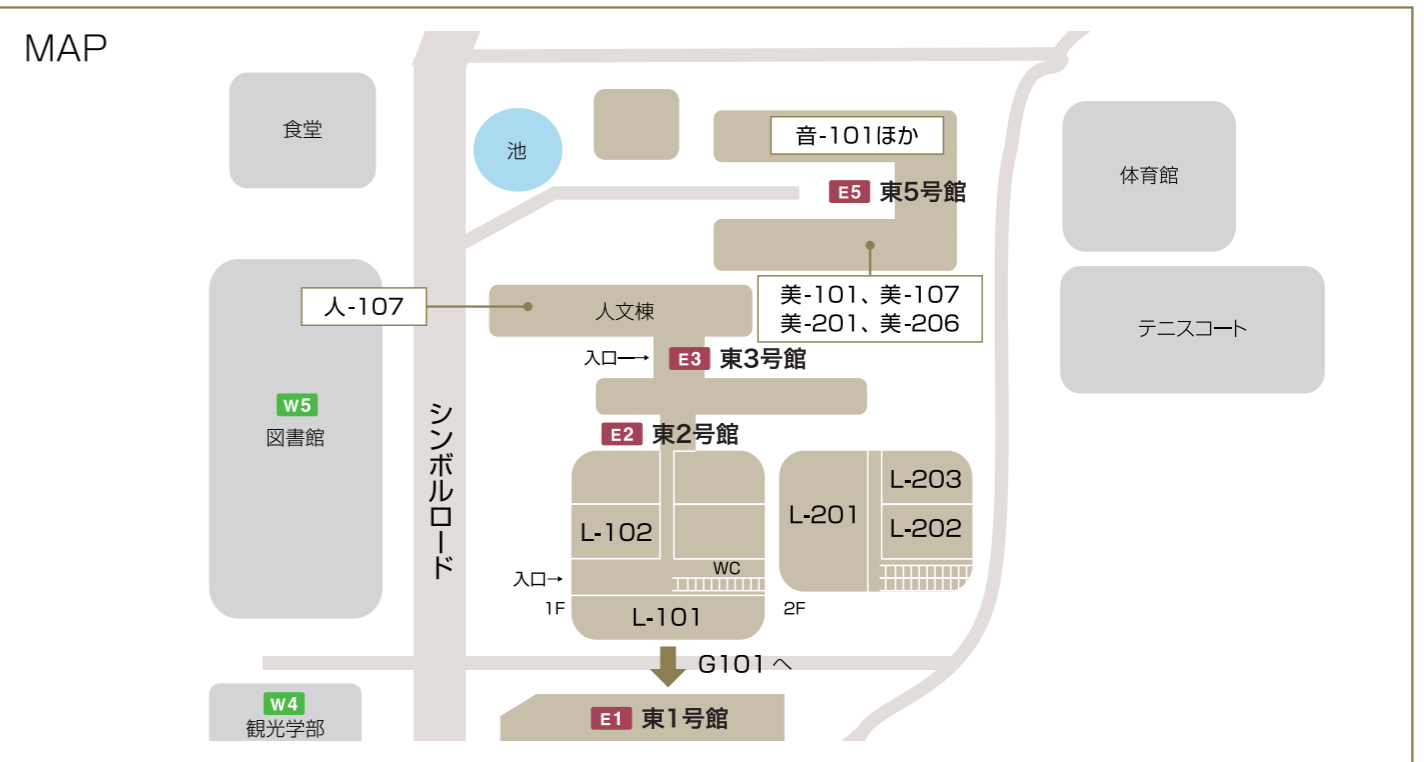 MAP
食堂
池
音-101ほか
E5 東5号館
体育館
人-107
人文棟
美-101、美-107
美-201、美-206
テニスコート
入口→
E3 東3号館
W5
図書館
シンボルロード
E2 東2号館
L-203
L-201
L-202
L-102
WC
入口→
1F
L-101
2F
G101へ
W4
観光学部
E1 東1号館